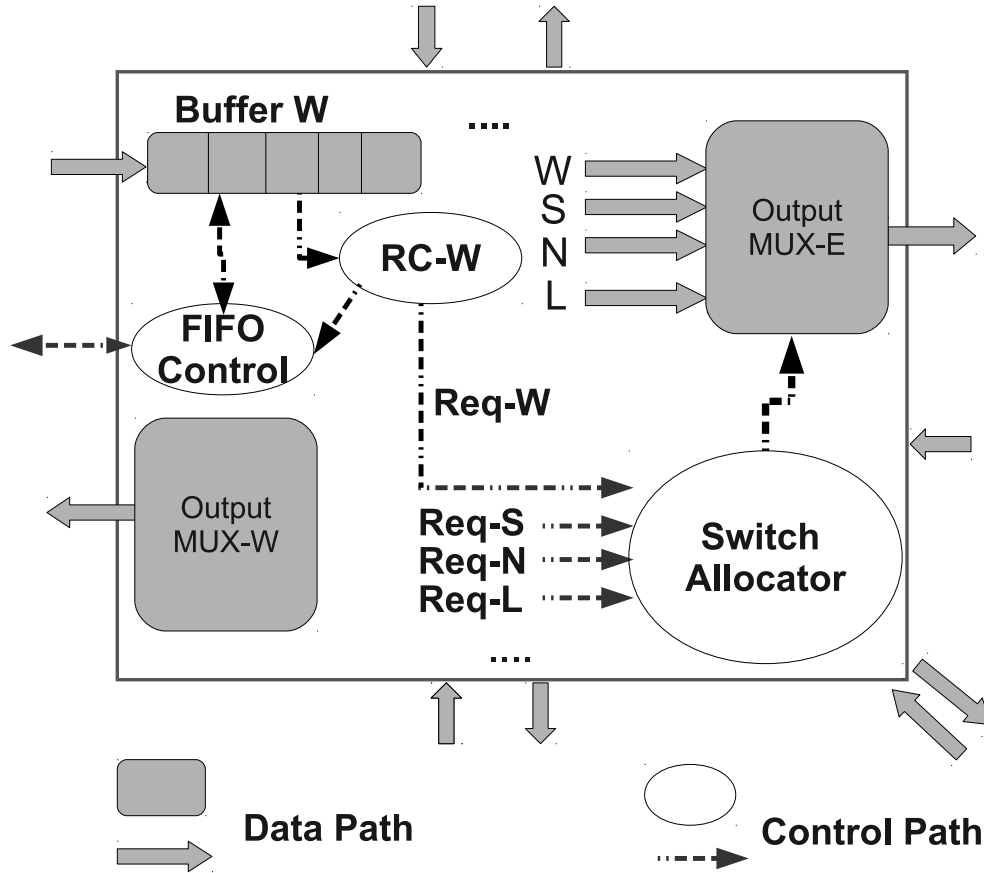 Buffer W
....
W
S
N
L
Output
MUX-E
RC-W
FIFO
Control
Req-W
Output
MUX-W
Req-S
Req-N
Req-L
Switch
Allocator
....
Data Path
Control Path